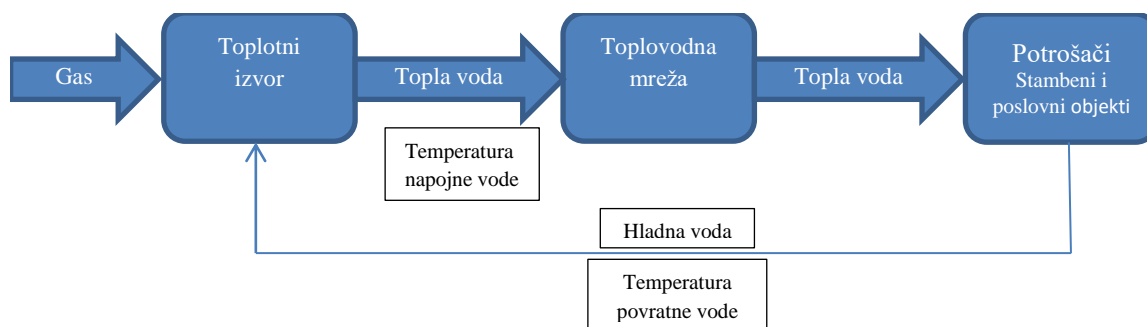 Gas
Toplotni
izvor
Topla voda
Toplovodna
mreža
Topla voda
Potrošači
Stambeni i
poslovni objekti
Temperatura
napojne vode
Hladna voda
Temperatura
povratne vode